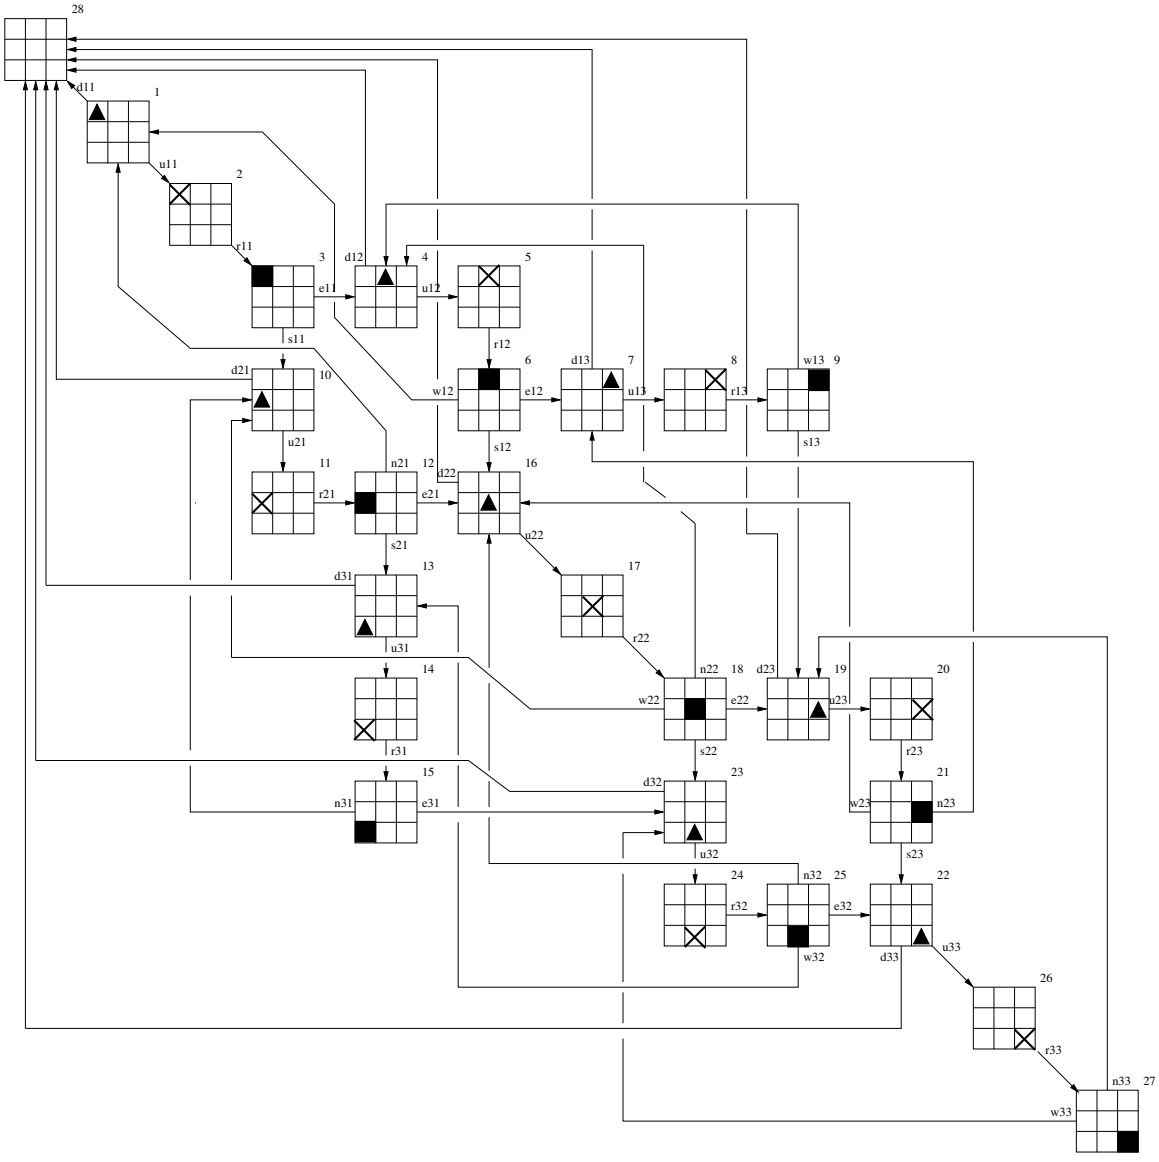 28
d11
1
u11
2
r11
3
d12
4
5
e11
u12
s11
r12
d21
10
6
d13
7
8
w13
9
w12
e12
u13
r13
u21
s12
s13
11
n21
12
d22
16
r21
e21
u22
s21
d31
13
17
u31
r22
14
n22
18
d23
19
20
w22
e22
u23
r31
s22
r23
15
d32
23
21
n31
e31
w23
n23
u32
s23
24
n32
25
22
r32
e32
w32
d33
u33
26
r33
n33
27
w33